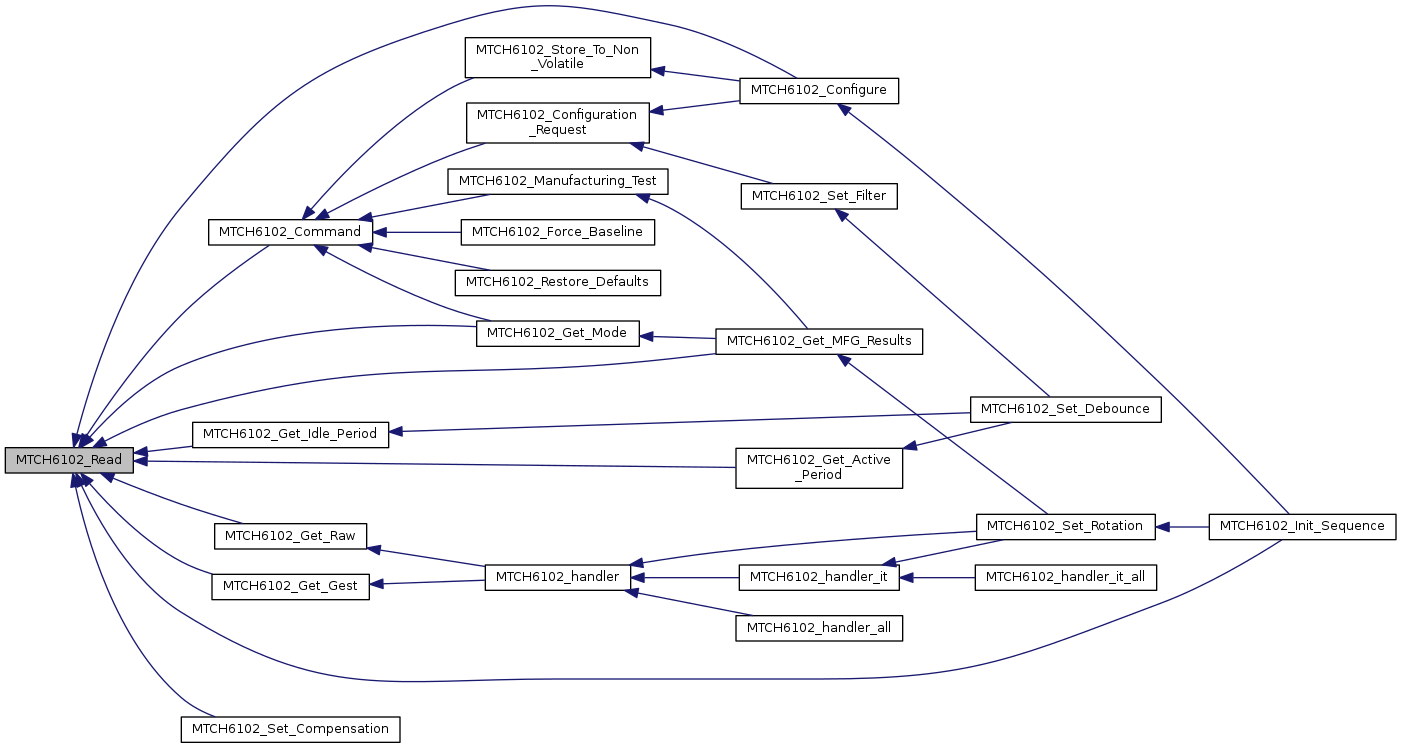 MTCH6102_Store_To_Non
_Volatile
MTCH6102_Configure
MTCH6102_Configuration
_Request
MTCH6102_Manufacturing_Test
MTCH6102_Set_Filter
MTCH6102_Command
MTCH6102_Force_Baseline
MTCH6102_Restore_Defaults
MTCH6102_Get_Mode
MTCH6102_Get_MFG_Results
MTCH6102_Set_Debounce
MTCH6102_Get_Idle_Period
MTCH6102_Read
MTCH6102_Get_Active
_Period
MTCH6102_Get_Raw
MTCH6102_Set_Rotation
MTCH6102_Init_Sequence
MTCH6102_Get_Gest
MTCH6102_handler
MTCH6102_handler_it
MTCH6102_handler_it_all
MTCH6102_handler_all
MTCH6102_Set_Compensation